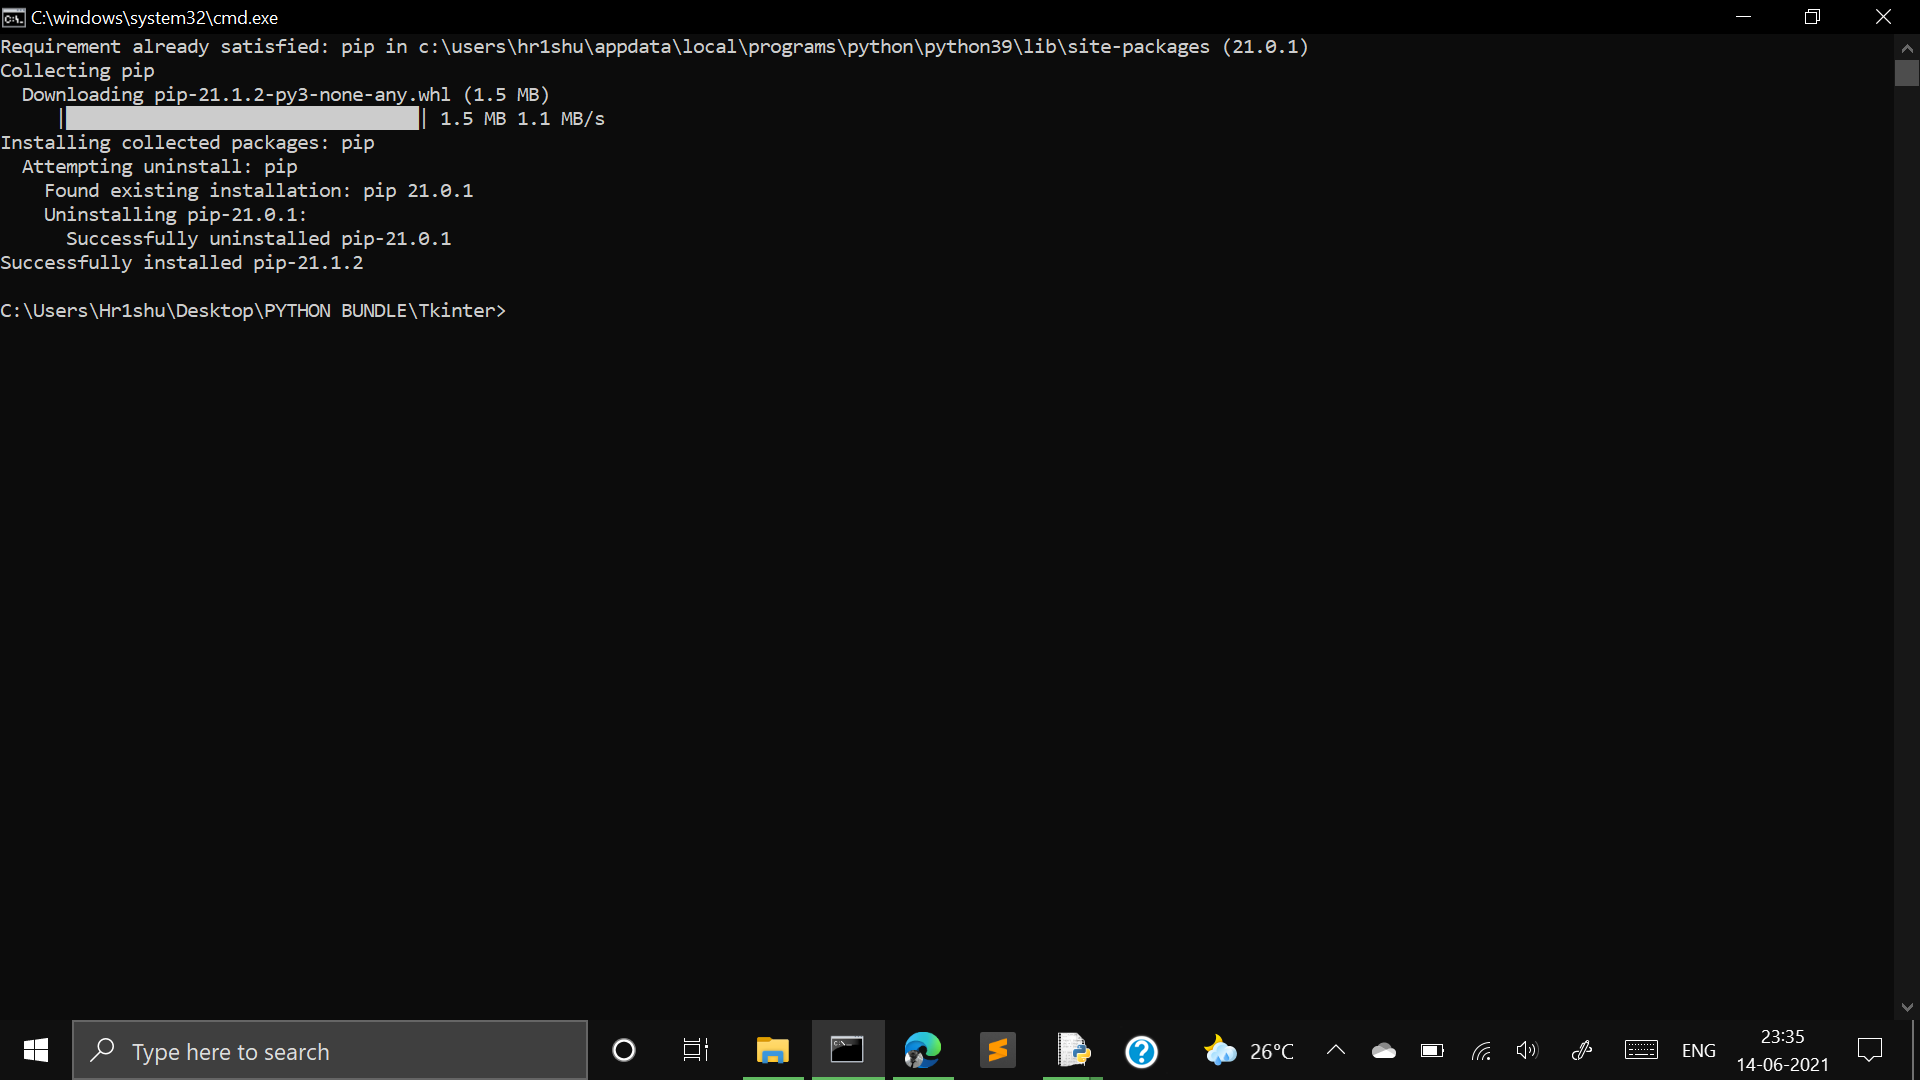 C:\windows\system32\cmd.exe
Requirement already satisfied: pip in c:\users\hr1shu\appdata\local\programs\python\python39\lib\site-packages (21.0.1)
Collecting pip
  Downloading pip-21.1.2-py3-none-any.whl (1.5 MB)
     |████████████████████████████████| 1.5 MB 1.1 MB/s
Installing collected packages: pip
  Attempting uninstall: pip
    Found existing installation: pip 21.0.1
    Uninstalling pip-21.0.1:
      Successfully uninstalled pip-21.0.1
Successfully installed pip-21.1.2
C:\Users\Hr1shu\Desktop\PYTHON BUNDLE\Tkinter>
Type here to search
26°C
ENG
23:35
14-06-2021